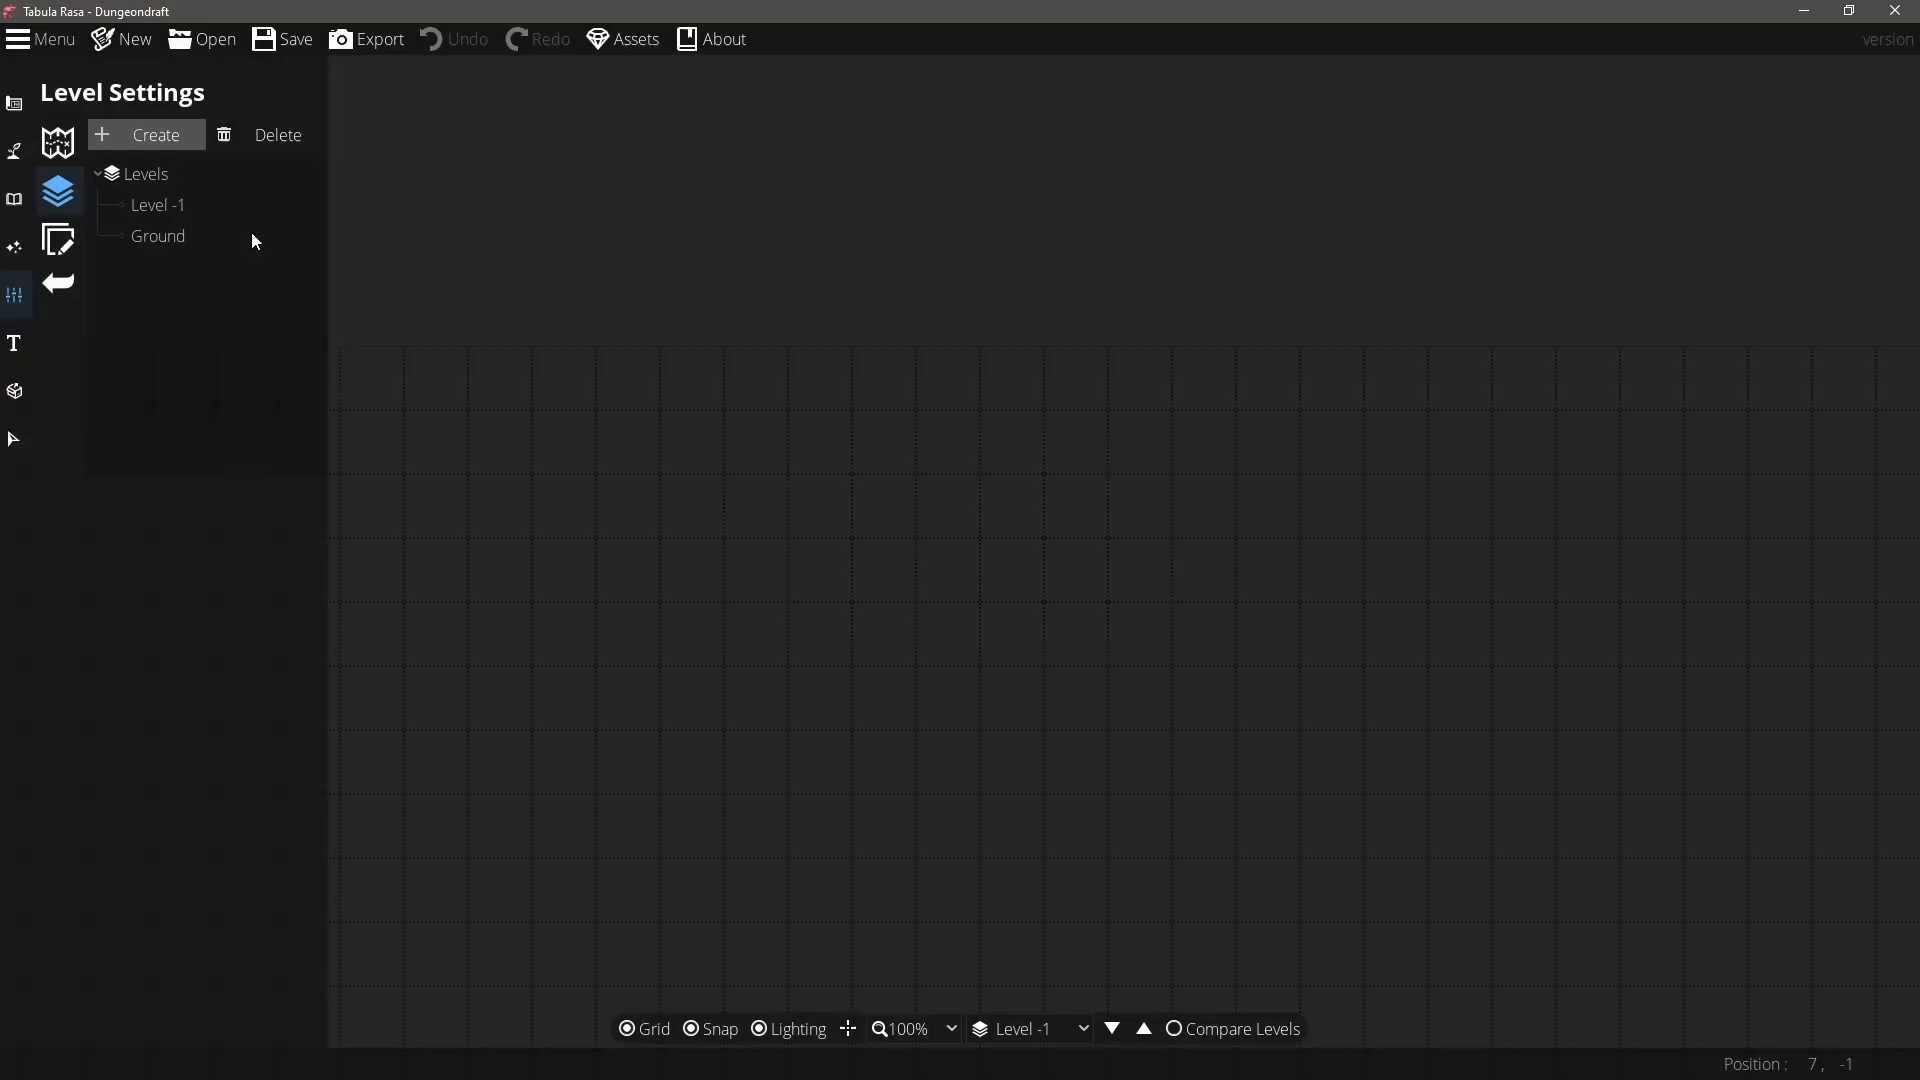 Tabula Rasa - Dungeondraft
Menu New Open Save Export Undo Redo Assets About version
Level Settings
Create Delete
Levels
Level -1
Ground
T
Grid Snap Lighting 100% Level -1 Compare Levels
Position : 7, -1